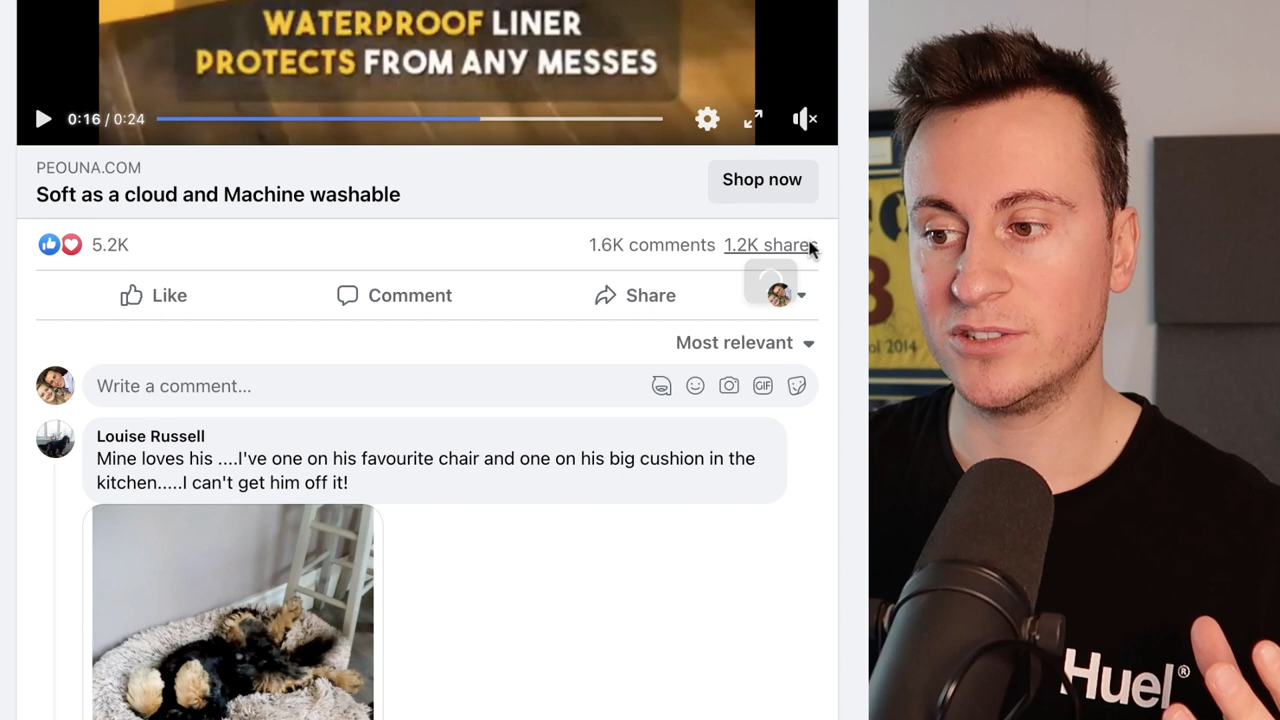 WATERPROOF LINER
PROTECTS FROM ANY MESSES
0:16 / 0:24
PEOUNA.COM
Soft as a cloud and Machine washable
Shop now
5.2K
1.6K comments 1.2K shares
Like
Comment
Share
Most relevant
Write a comment...
GIF
Louise Russell
Mine loves his ....I've one on his favourite chair and one on his big cushion in the
kitchen.....I can't get him off it!
2014
Huel®